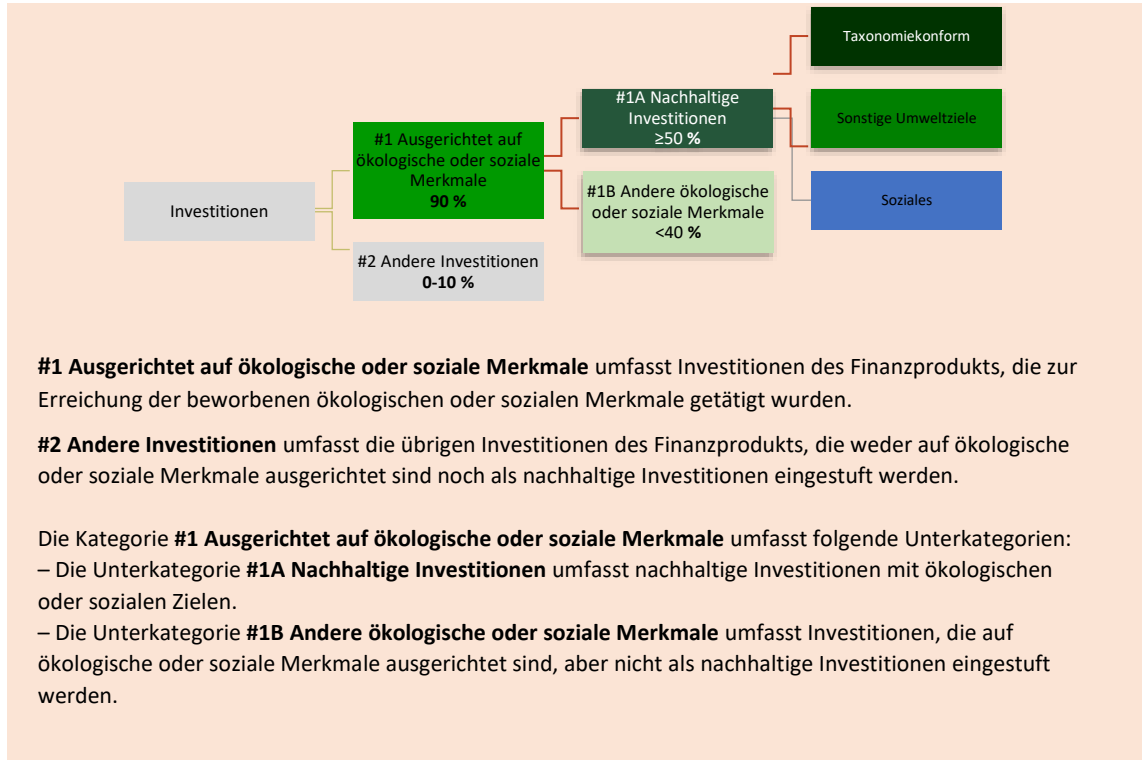 Taxonomiekonform
#1A Nachhaltige
Investitionen
≥50 %
Sonstige Umweltziele
#1 Ausgerichtet auf
ökologische oder soziale
Merkmale
90 %
#1B Andere ökologische
oder soziale Merkmale
<40 %
Soziales
Investitionen
#2 Andere Investitionen
0-10 %
#1 Ausgerichtet auf ökologische oder soziale Merkmale umfasst Investitionen des Finanzprodukts, die zur
Erreichung der beworbenen ökologischen oder sozialen Merkmale getätigt wurden.
#2 Andere Investitionen umfasst die übrigen Investitionen des Finanzprodukts, die weder auf ökologische
oder soziale Merkmale ausgerichtet sind noch als nachhaltige Investitionen eingestuft werden.
Die Kategorie #1 Ausgerichtet auf ökologische oder soziale Merkmale umfasst folgende Unterkategorien:
– Die Unterkategorie #1A Nachhaltige Investitionen umfasst nachhaltige Investitionen mit ökologischen
oder sozialen Zielen.
– Die Unterkategorie #1B Andere ökologische oder soziale Merkmale umfasst Investitionen, die auf
ökologische oder soziale Merkmale ausgerichtet sind, aber nicht als nachhaltige Investitionen eingestuft
werden.